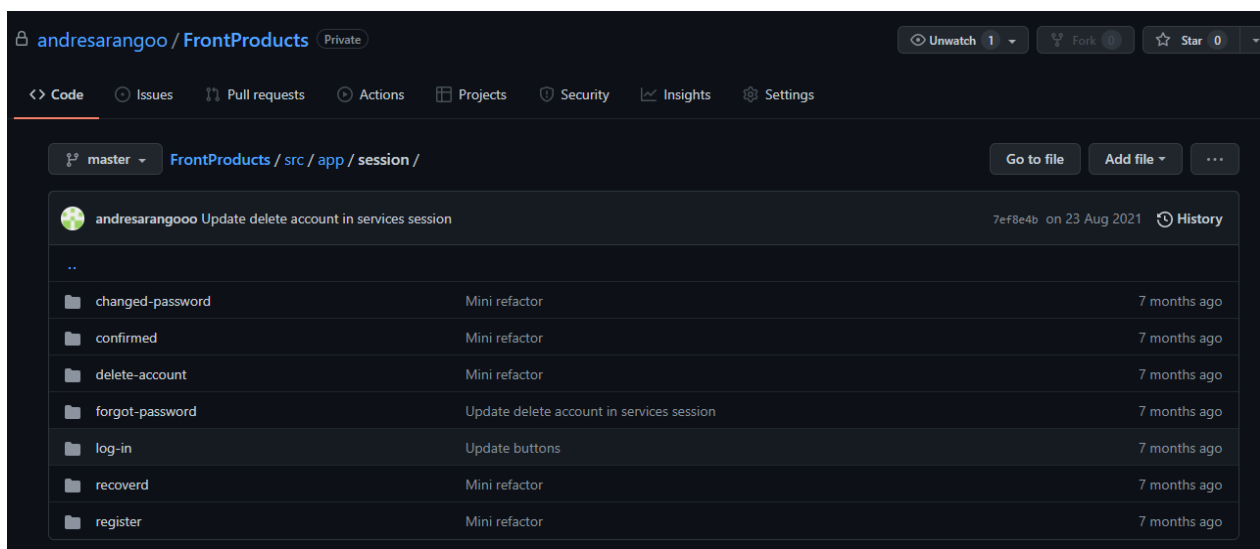 andresarangoo / FrontProducts Private Unwatch 1 Fork 0 Star 0
<> Code Issues Pull requests Actions Projects Security Insights Settings
master FrontProducts / src / app / session / Go to file Add file ...
andresarangooo Update delete account in services session 7ef8e4b on 23 Aug 2021 History
..
changed-password Mini refactor 7 months ago
confirmed Mini refactor 7 months ago
delete-account Mini refactor 7 months ago
forgot-password Update delete account in services session 7 months ago
log-in Update buttons 7 months ago
recoverd Mini refactor 7 months ago
register Mini refactor 7 months ago